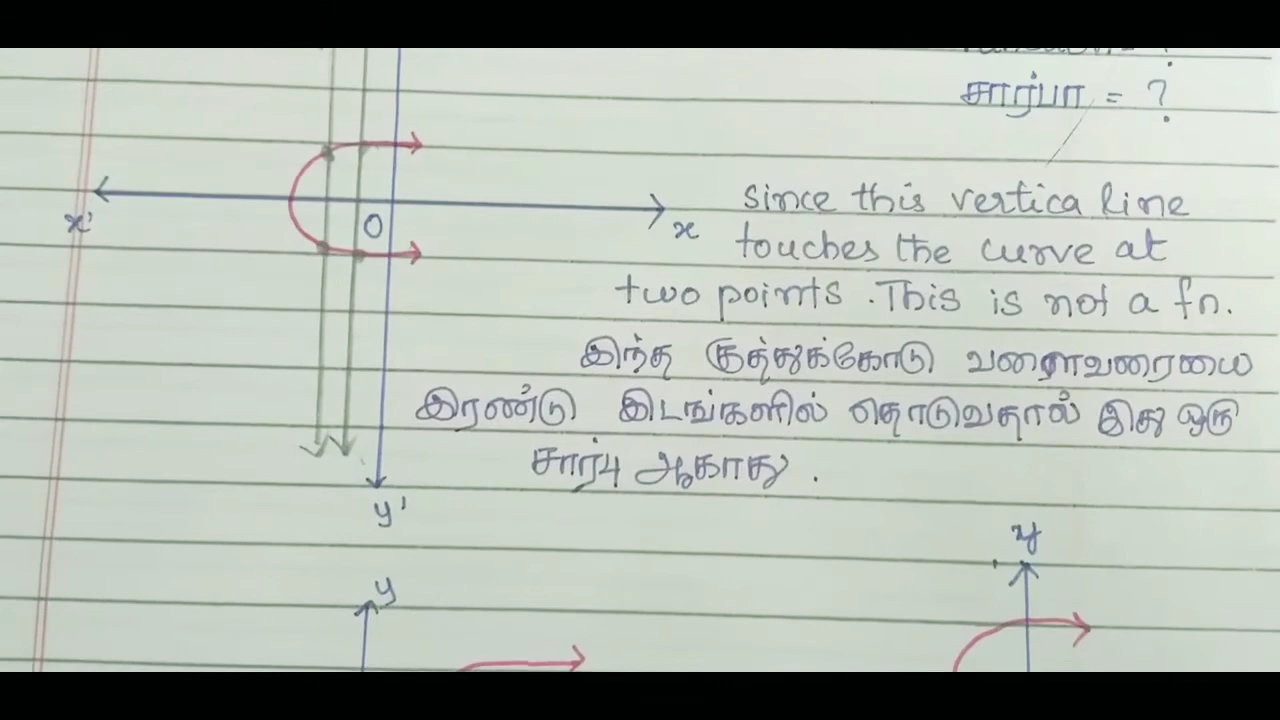 சார்பா = ?
x'
O
x
since this vertica line
touches the curve at
two points . This is not a fn.
இந்த குத்துக்கோடு வளைவரையை
இரண்டு இடங்களில் தொடுவதால் இது ஒரு
சார்பு ஆகாது .
y'
y
y